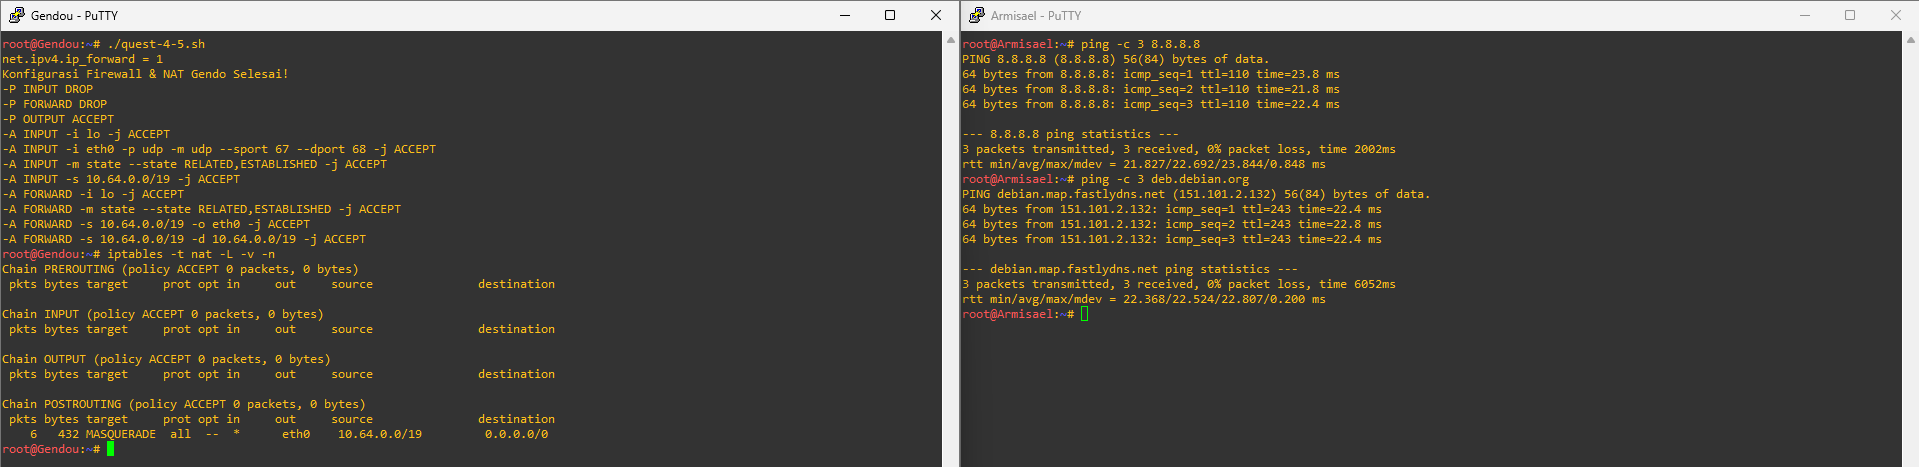 Gendou - PuTTY
root@Gendou:~# ./quest-4-5.sh
net.ipv4.ip_forward = 1
Konfigurasi Firewall & NAT Gendo Selesai!
-P INPUT DROP
-P FORWARD DROP
-P OUTPUT ACCEPT
-A INPUT -i lo -j ACCEPT
-A INPUT -i eth0 -p udp -m udp --sport 67 --dport 68 -j ACCEPT
-A INPUT -m state --state RELATED,ESTABLISHED -j ACCEPT
-A INPUT -s 10.64.0.0/19 -j ACCEPT
-A FORWARD -i lo -j ACCEPT
-A FORWARD -m state --state RELATED,ESTABLISHED -j ACCEPT
-A FORWARD -s 10.64.0.0/19 -o eth0 -j ACCEPT
-A FORWARD -s 10.64.0.0/19 -d 10.64.0.0/19 -j ACCEPT
root@Gendou:~# iptables -t nat -L -v -n
Chain PREROUTING (policy ACCEPT 0 packets, 0 bytes)
 pkts bytes target     prot opt in     out     source               destination

Chain INPUT (policy ACCEPT 0 packets, 0 bytes)
 pkts bytes target     prot opt in     out     source               destination

Chain OUTPUT (policy ACCEPT 0 packets, 0 bytes)
 pkts bytes target     prot opt in     out     source               destination

Chain POSTROUTING (policy ACCEPT 0 packets, 0 bytes)
 pkts bytes target     prot opt in     out     source               destination
    6   432 MASQUERADE  all  --  *      eth0    10.64.0.0/19         0.0.0.0/0
root@Gendou:~#
Armisael - PuTTY
root@Armisael:~# ping -c 3 8.8.8.8
PING 8.8.8.8 (8.8.8.8) 56(84) bytes of data.
64 bytes from 8.8.8.8: icmp_seq=1 ttl=110 time=23.8 ms
64 bytes from 8.8.8.8: icmp_seq=2 ttl=110 time=21.8 ms
64 bytes from 8.8.8.8: icmp_seq=3 ttl=110 time=22.4 ms

--- 8.8.8.8 ping statistics ---
3 packets transmitted, 3 received, 0% packet loss, time 2002ms
rtt min/avg/max/mdev = 21.827/22.692/23.844/0.848 ms
root@Armisael:~# ping -c 3 deb.debian.org
PING debian.map.fastlydns.net (151.101.2.132) 56(84) bytes of data.
64 bytes from 151.101.2.132: icmp_seq=1 ttl=243 time=22.4 ms
64 bytes from 151.101.2.132: icmp_seq=2 ttl=243 time=22.8 ms
64 bytes from 151.101.2.132: icmp_seq=3 ttl=243 time=22.4 ms

--- debian.map.fastlydns.net ping statistics ---
3 packets transmitted, 3 received, 0% packet loss, time 6052ms
rtt min/avg/max/mdev = 22.368/22.524/22.807/0.200 ms
root@Armisael:~#